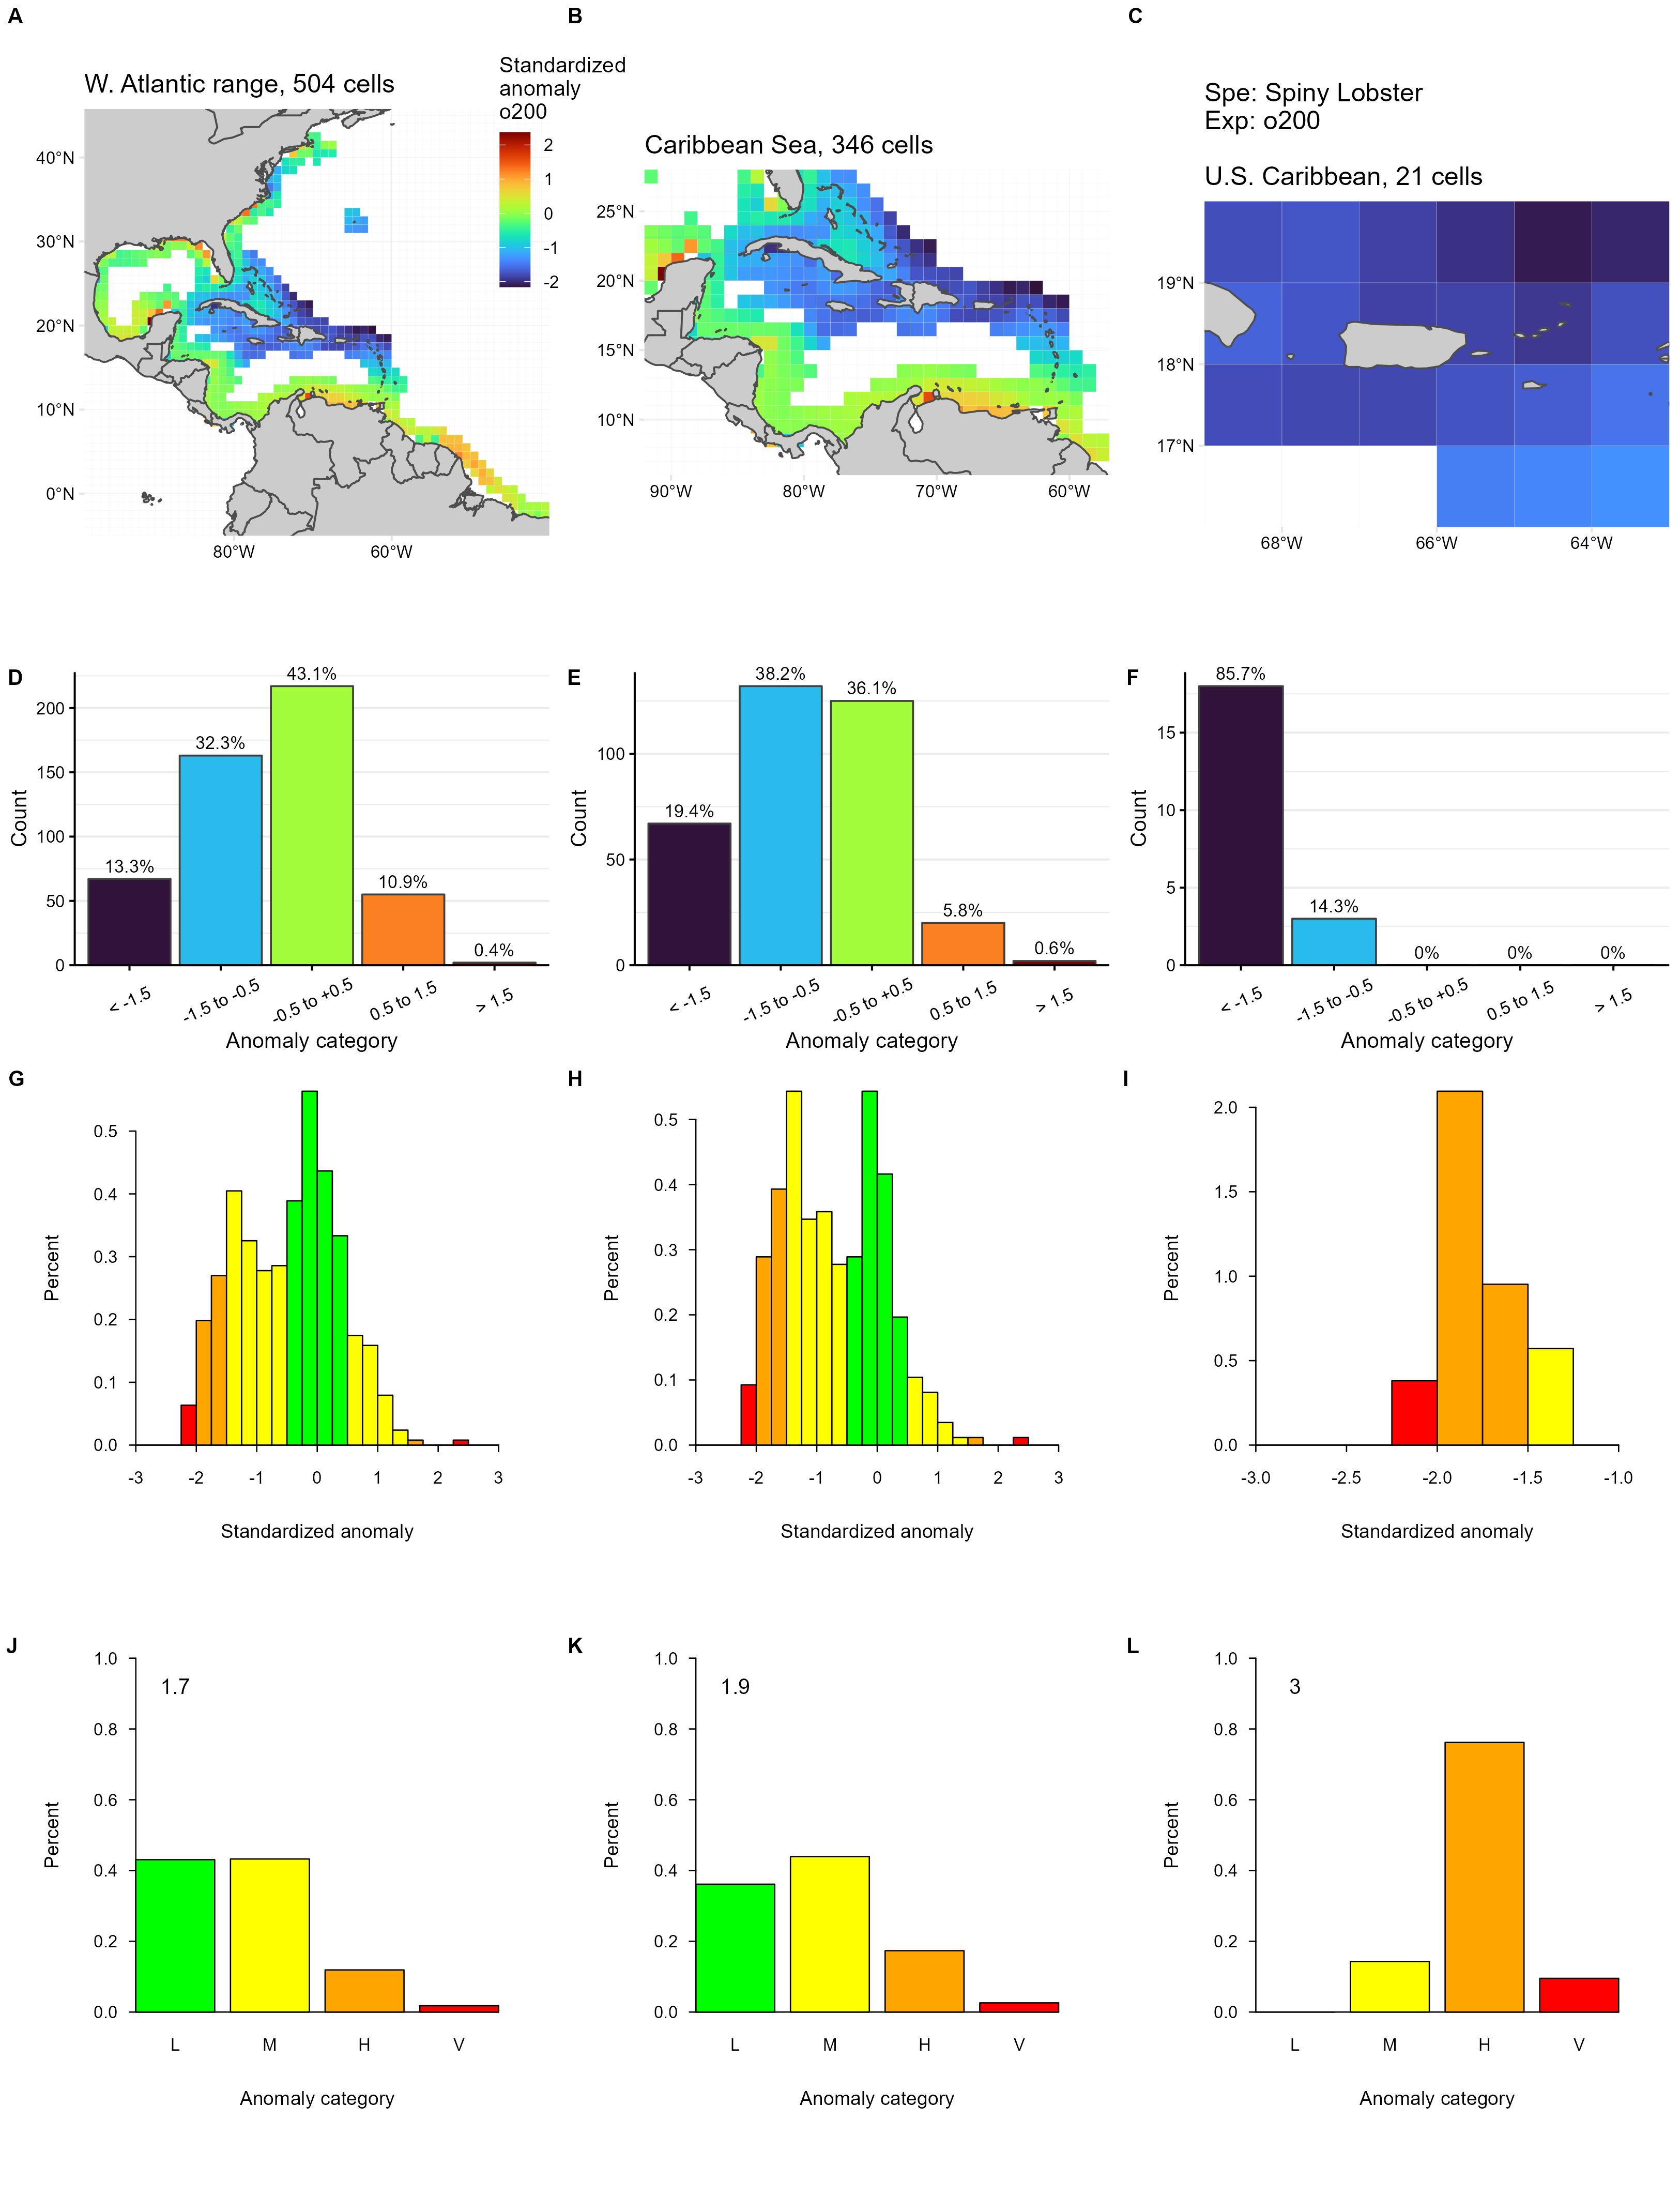 A
B
C
W. Atlantic range, 504 cells
Standardized
anomaly
o200
2
1
0
-1
-2
40°N
30°N
20°N
10°N
0°N
80°W
60°W
Caribbean Sea, 346 cells
25°N
20°N
15°N
10°N
90°W
80°W
70°W
60°W
Spe: Spiny Lobster
Exp: o200
U.S. Caribbean, 21 cells
19°N
18°N
17°N
68°W
66°W
64°W
D
Count
200
150
100
50
0
13.3%
32.3%
43.1%
10.9%
0.4%
< -1.5
-1.5 to -0.5
-0.5 to +0.5
0.5 to 1.5
> 1.5
Anomaly category
E
Count
100
50
0
19.4%
38.2%
36.1%
5.8%
0.6%
< -1.5
-1.5 to -0.5
-0.5 to +0.5
0.5 to 1.5
> 1.5
Anomaly category
F
Count
15
10
5
0
85.7%
14.3%
0%
0%
0%
< -1.5
-1.5 to -0.5
-0.5 to +0.5
0.5 to 1.5
> 1.5
Anomaly category
G
Percent
0.5
0.4
0.3
0.2
0.1
0.0
-3
-2
-1
0
1
2
3
Standardized anomaly
H
Percent
0.5
0.4
0.3
0.2
0.1
0.0
-3
-2
-1
0
1
2
3
Standardized anomaly
I
Percent
2.0
1.5
1.0
0.5
0.0
-3.0
-2.5
-2.0
-1.5
-1.0
Standardized anomaly
J
Percent
1.0
0.8
0.6
0.4
0.2
0.0
1.7
L
M
H
V
Anomaly category
K
Percent
1.0
0.8
0.6
0.4
0.2
0.0
1.9
L
M
H
V
Anomaly category
L
Percent
1.0
0.8
0.6
0.4
0.2
0.0
3
L
M
H
V
Anomaly category